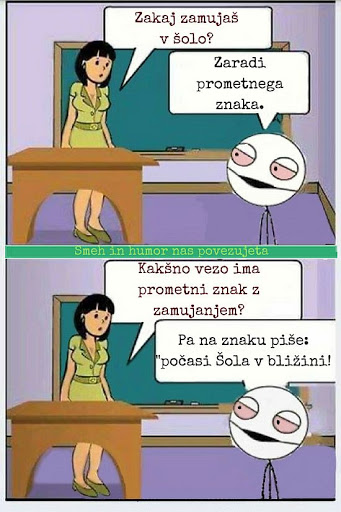 Zakaj zamujaš
v šolo?
Zaradi
prometnega
znaka.
Smeh in humor nas povezujeta
Kakšno vezo ima
prometni znak z
zamujanjem?
Pa na znaku piše:
"počasi Šola v bližini!